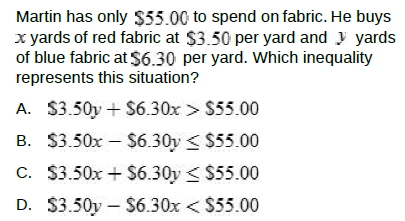 Martin has only $55.00 to spend on fabric. He buys
x yards of red fabric at $3.50 per yard and y yards
of blue fabric at $6.30 per yard. Which inequality
represents this situation?
A. $3.50y + $6.30x > $55.00
B. $3.50x − $6.30y ≤ $55.00
C. $3.50x + $6.30y ≤ $55.00
D. $3.50y − $6.30x < $55.00